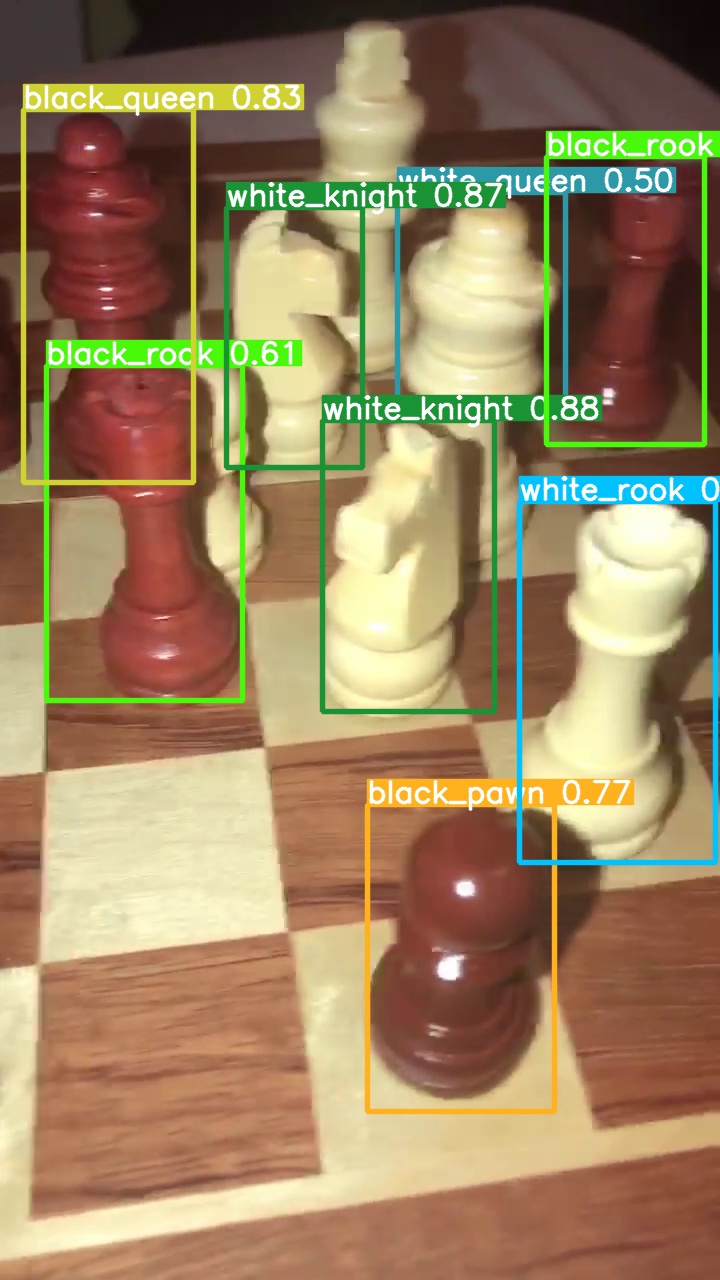 black_queen 0.83
black_rook
white_queen 0.50
white_knight 0.87
black_rook 0.61
white_knight 0.88
white_rook 0
black_pawn 0.77